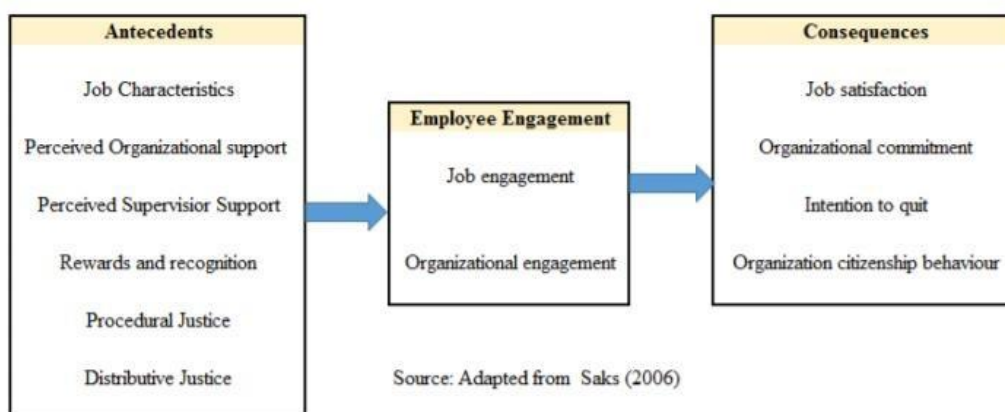 Antecedents
Job Characteristics
Perceived Organizational support
Perceived Supervisior Support
Rewards and recognition
Procedural Justice
Distributive Justice
Employee Engagement
Job engagement
Organizational engagement
Consequences
Job satisfaction
Organizational commitment
Intention to quit
Organization citizenship behaviour
Source: Adapted from Saks (2006)